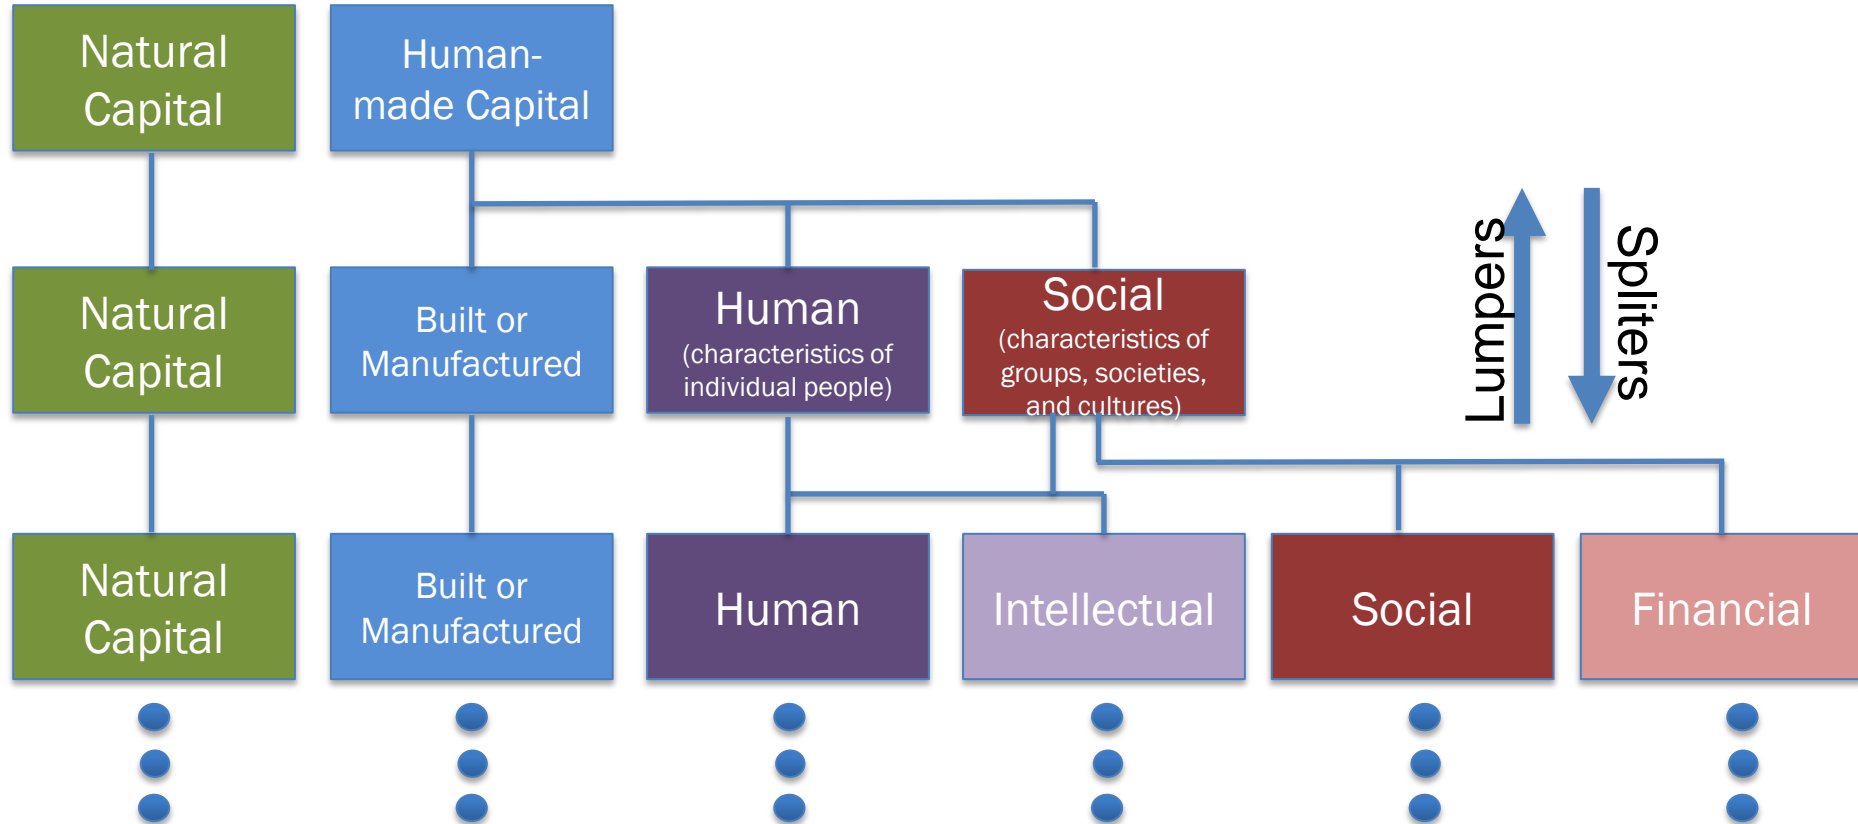 Natural
Capital
Human-
made Capital
Natural
Capital
Built or
Manufactured
Human
(characteristics of
individual people)
Social
(characteristics of
groups, societies,
and cultures)
Lumpers
Spliters
Natural
Capital
Built or
Manufactured
Human
Intellectual
Social
Financial